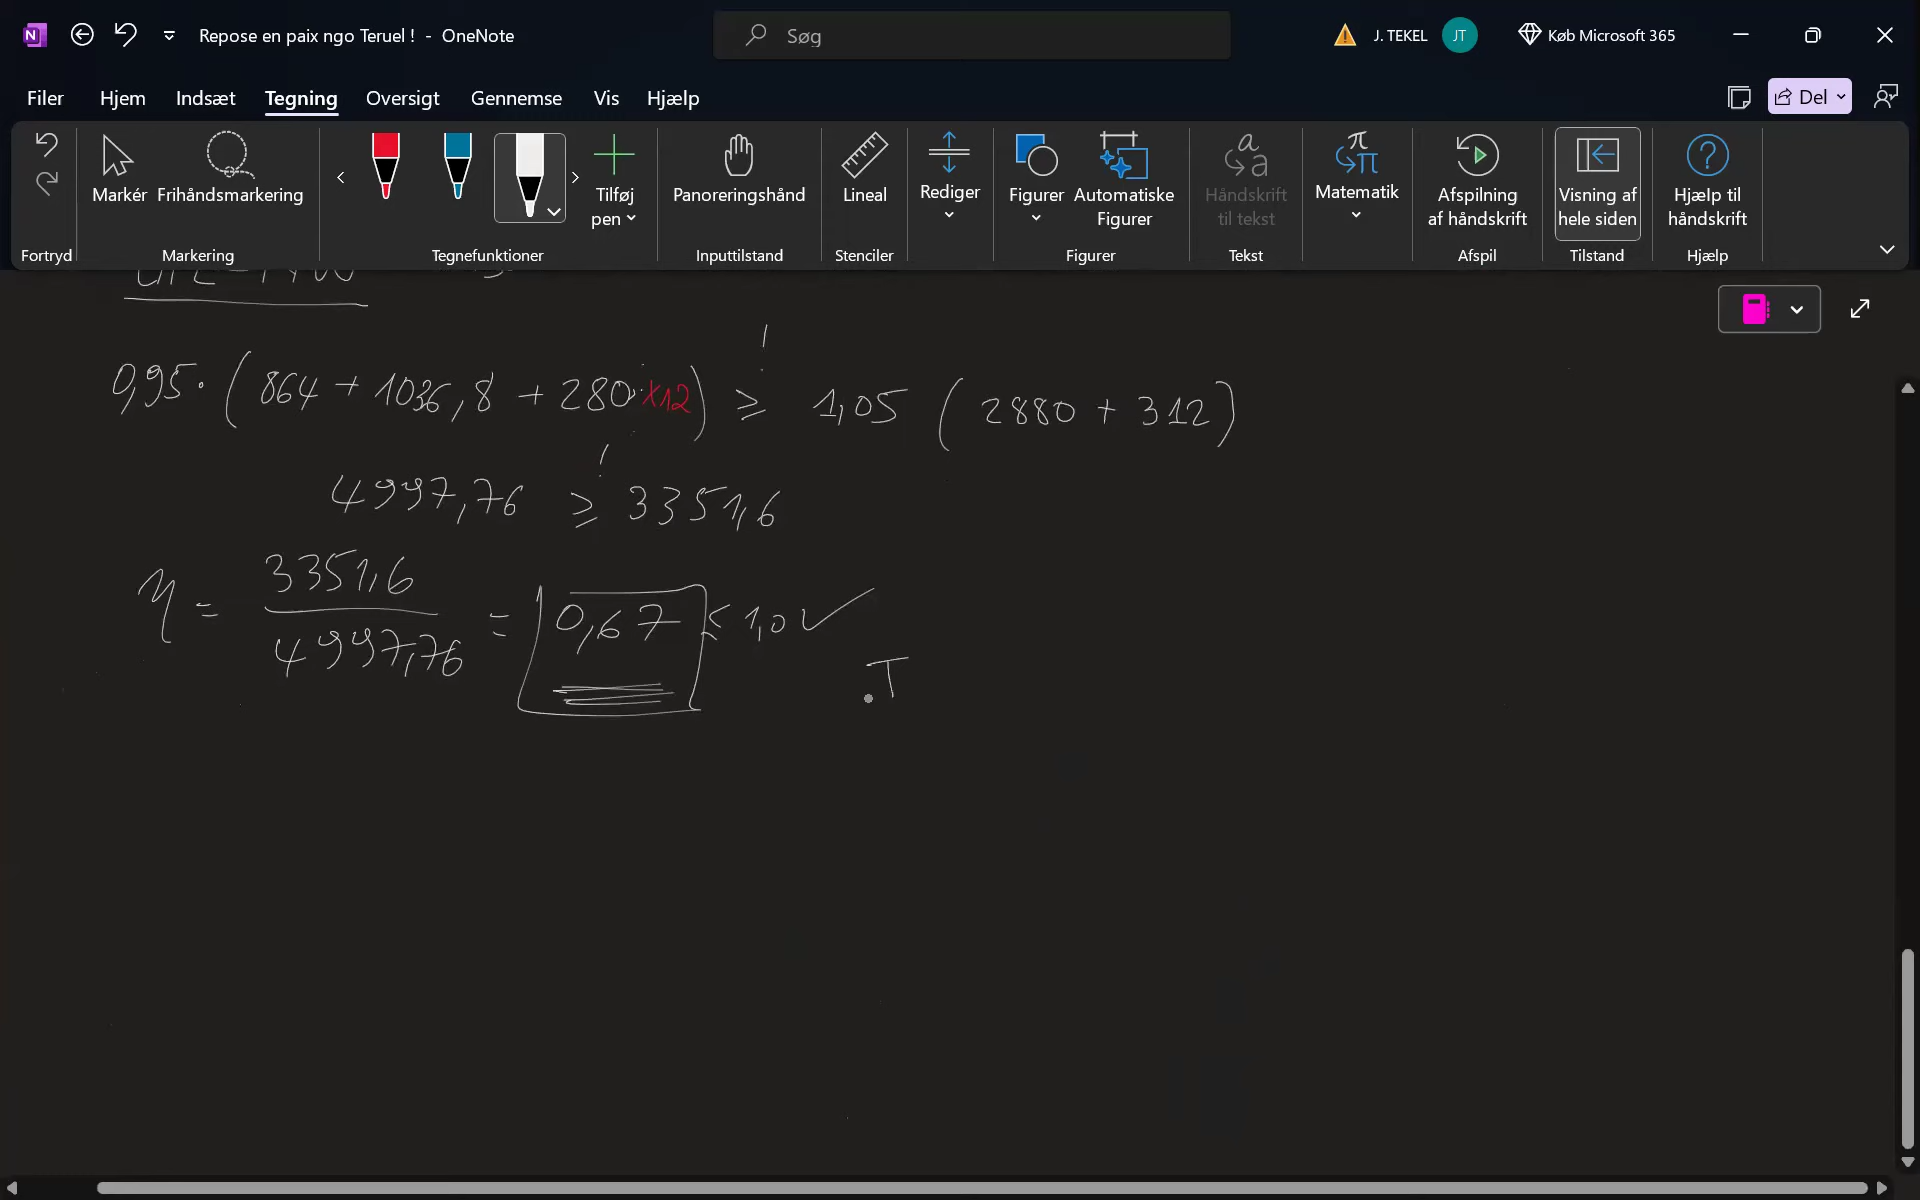 Repose en paix ngo Teruel ! - OneNote
Søg
J. TEKEL
JT
Køb Microsoft 365
Filer Hjem Indsæt Tegning Oversigt Gennemse Vis Hjælp
Del
Markér Frihåndsmarkering Tilføj pen Panoreringshånd Lineal Rediger Figurer Automatiske Figurer Håndskrift til tekst Matematik Afspilning af håndskrift Visning af hele siden Hjælp til håndskrift
Fortryd Markering Tegnefunktioner Inputtilstand Stenciler Figurer Tekst Afspil Tilstand Hjælp
0,95 · ( 864 + 1036,8 + 280 · x12 ) ≥ ! 1,05 ( 2880 + 312 )
4997,76 ≥ ! 3351,6
η = 3351,6 / 4997,76 = 0,67 < 1,0 ✓
.T